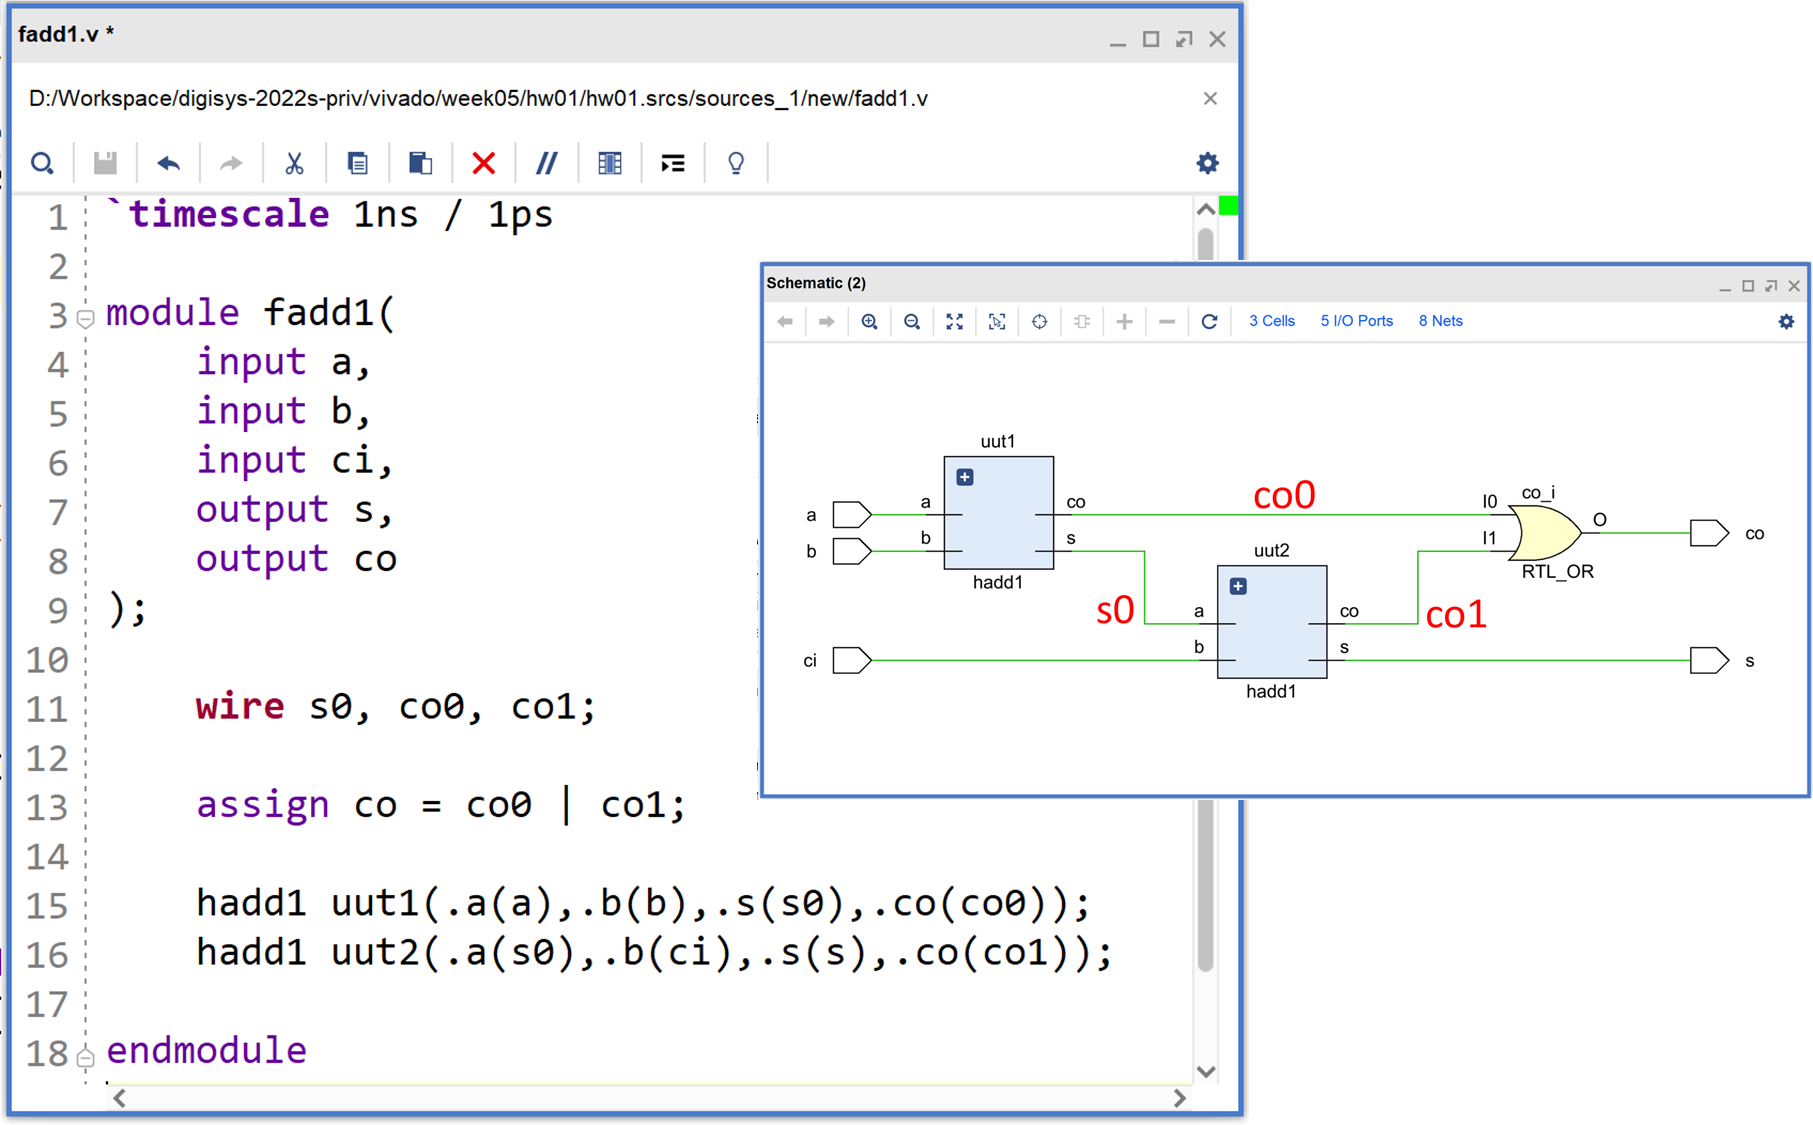 fadd1.v *
D:/Workspace/digisys-2022s-priv/vivado/week05/hw01/hw01.srcs/sources_1/new/fadd1.v
1 `timescale 1ns / 1ps
2
3 module fadd1(
4 input a,
5 input b,
6 input ci,
7 output s,
8 output co
9 );
10
11 wire s0, co0, co1;
12
13 assign co = co0 | co1;
14
15 hadd1 uut1(.a(a),.b(b),.s(s0),.co(co0));
16 hadd1 uut2(.a(s0),.b(ci),.s(s),.co(co1));
17
18 endmodule
Schematic (2)
3 Cells 5 I/O Ports 8 Nets
uut1
a a co co0 I0 co_i
b b s I1 O co
hadd1 uut2 RTL_OR
s0 a co co1
ci b s s
hadd1